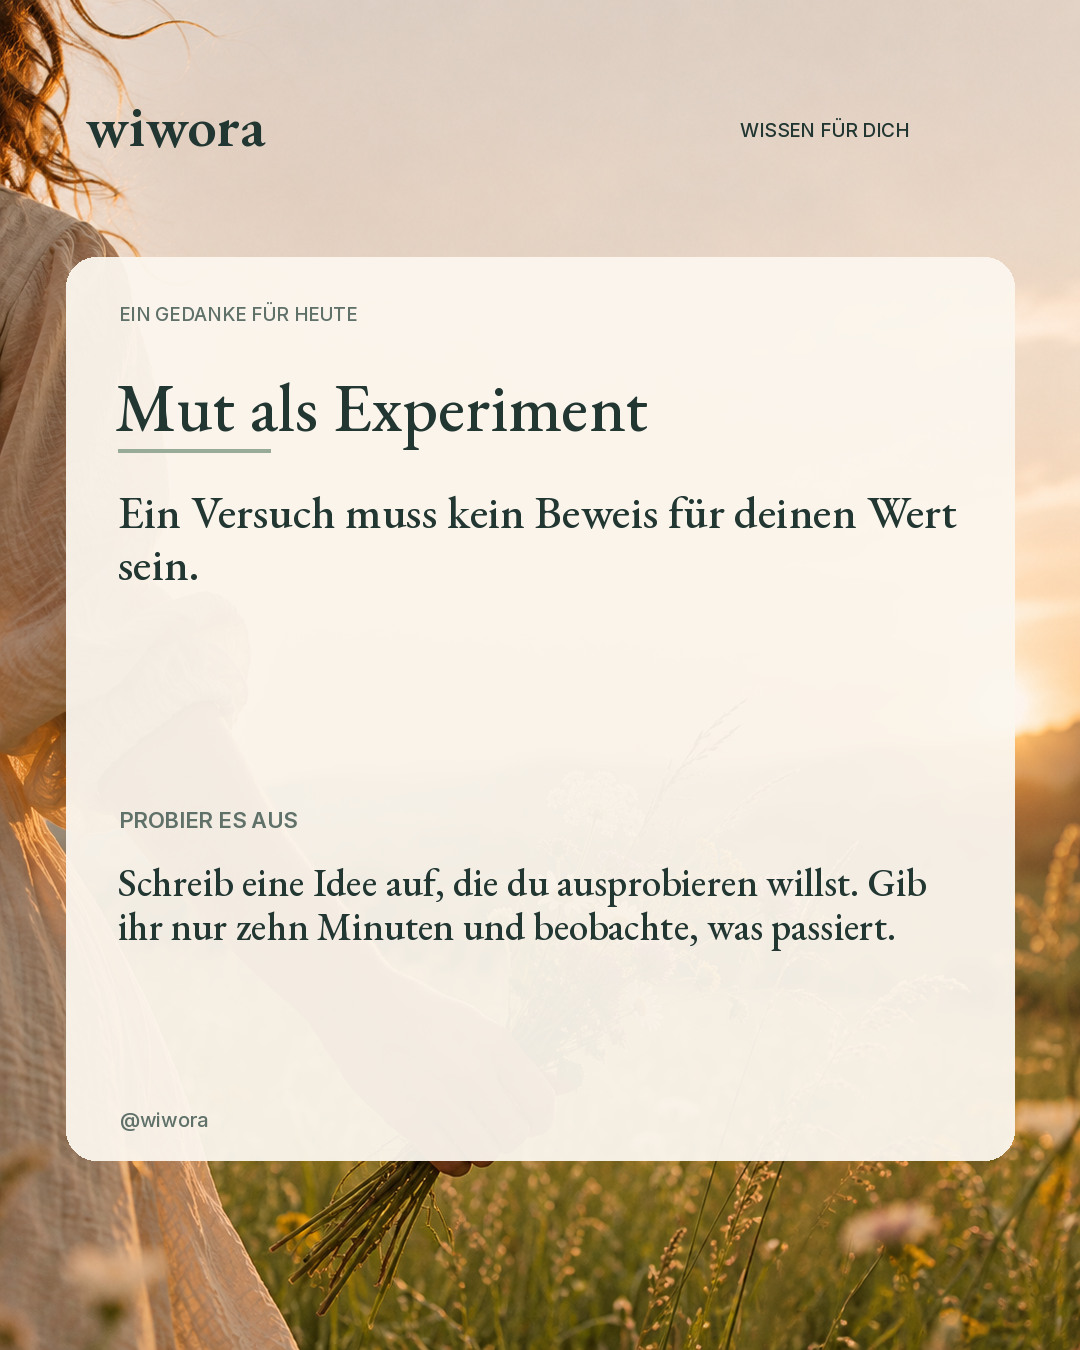 wiwora
WISSEN FÜR DICH
EIN GEDANKE FÜR HEUTE
Mut als Experiment
Ein Versuch muss kein Beweis für deinen Wert
sein.
PROBIER ES AUS
Schreib eine Idee auf, die du ausprobieren willst. Gib
ihr nur zehn Minuten und beobachte, was passiert.
@wiwora